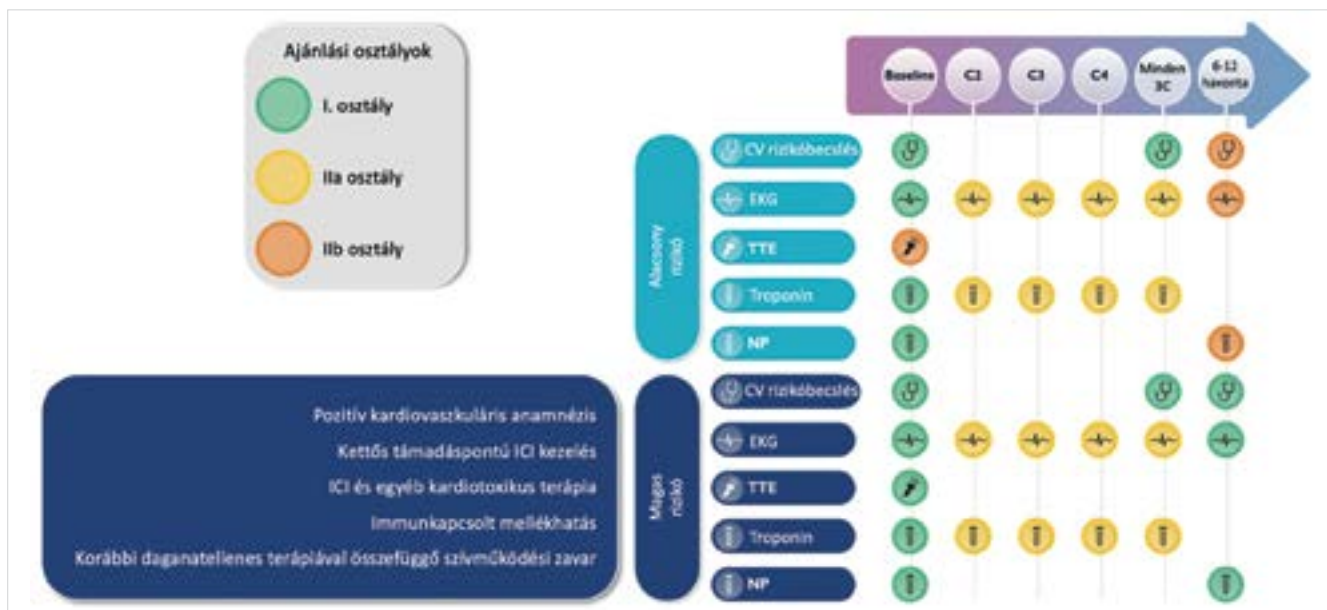 Ajánlási osztályok
I. osztály
IIa osztály
IIb osztály
Baseline
C2
C3
C4
Minden
3C
6-12
havonta
Alacsony
rizikó
CV rizikóbecslés
EKG
TTE
Troponin
NP
Pozitív kardiovaszkuláris anamnézis
Kettős támadáspontú ICI kezelés
ICI és egyéb kardiotoxikus terápia
Immunkapcsolt mellékhatás
Korábbi daganatellenes terápiával összefüggő szívműködési zavar
Magas
rizikó
CV rizikóbecslés
EKG
TTE
Troponin
NP